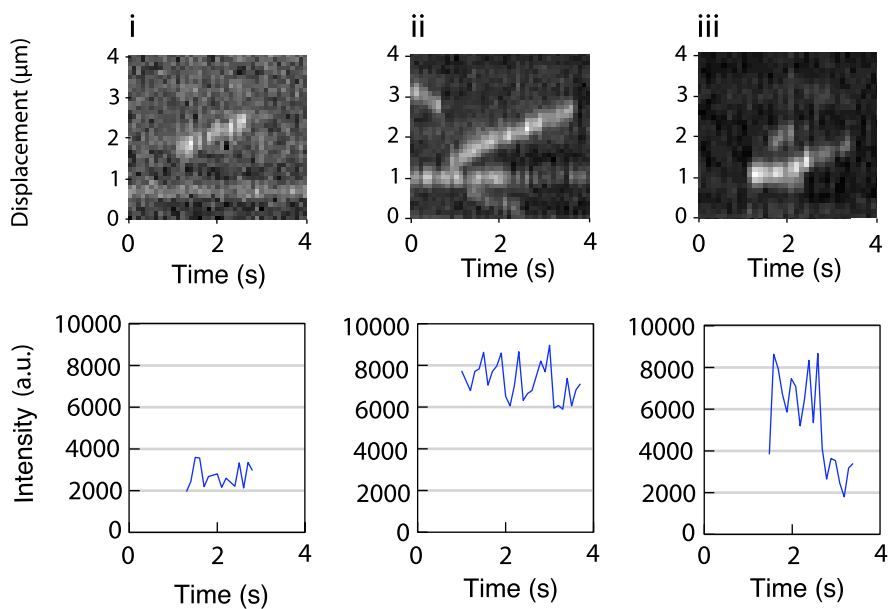 i ii iii
Displacement (µm)
4 4 4
3 3 3
2 2 2
1 1 1
0 0 0
0 2 4 0 2 4 0 2 4
Time (s) Time (s) Time (s)
Intensity (a.u.)
10000 10000 10000
8000 8000 8000
6000 6000 6000
4000 4000 4000
2000 2000 2000
0 0 0
0 2 4 0 2 4 0 2 4
Time (s) Time (s) Time (s)